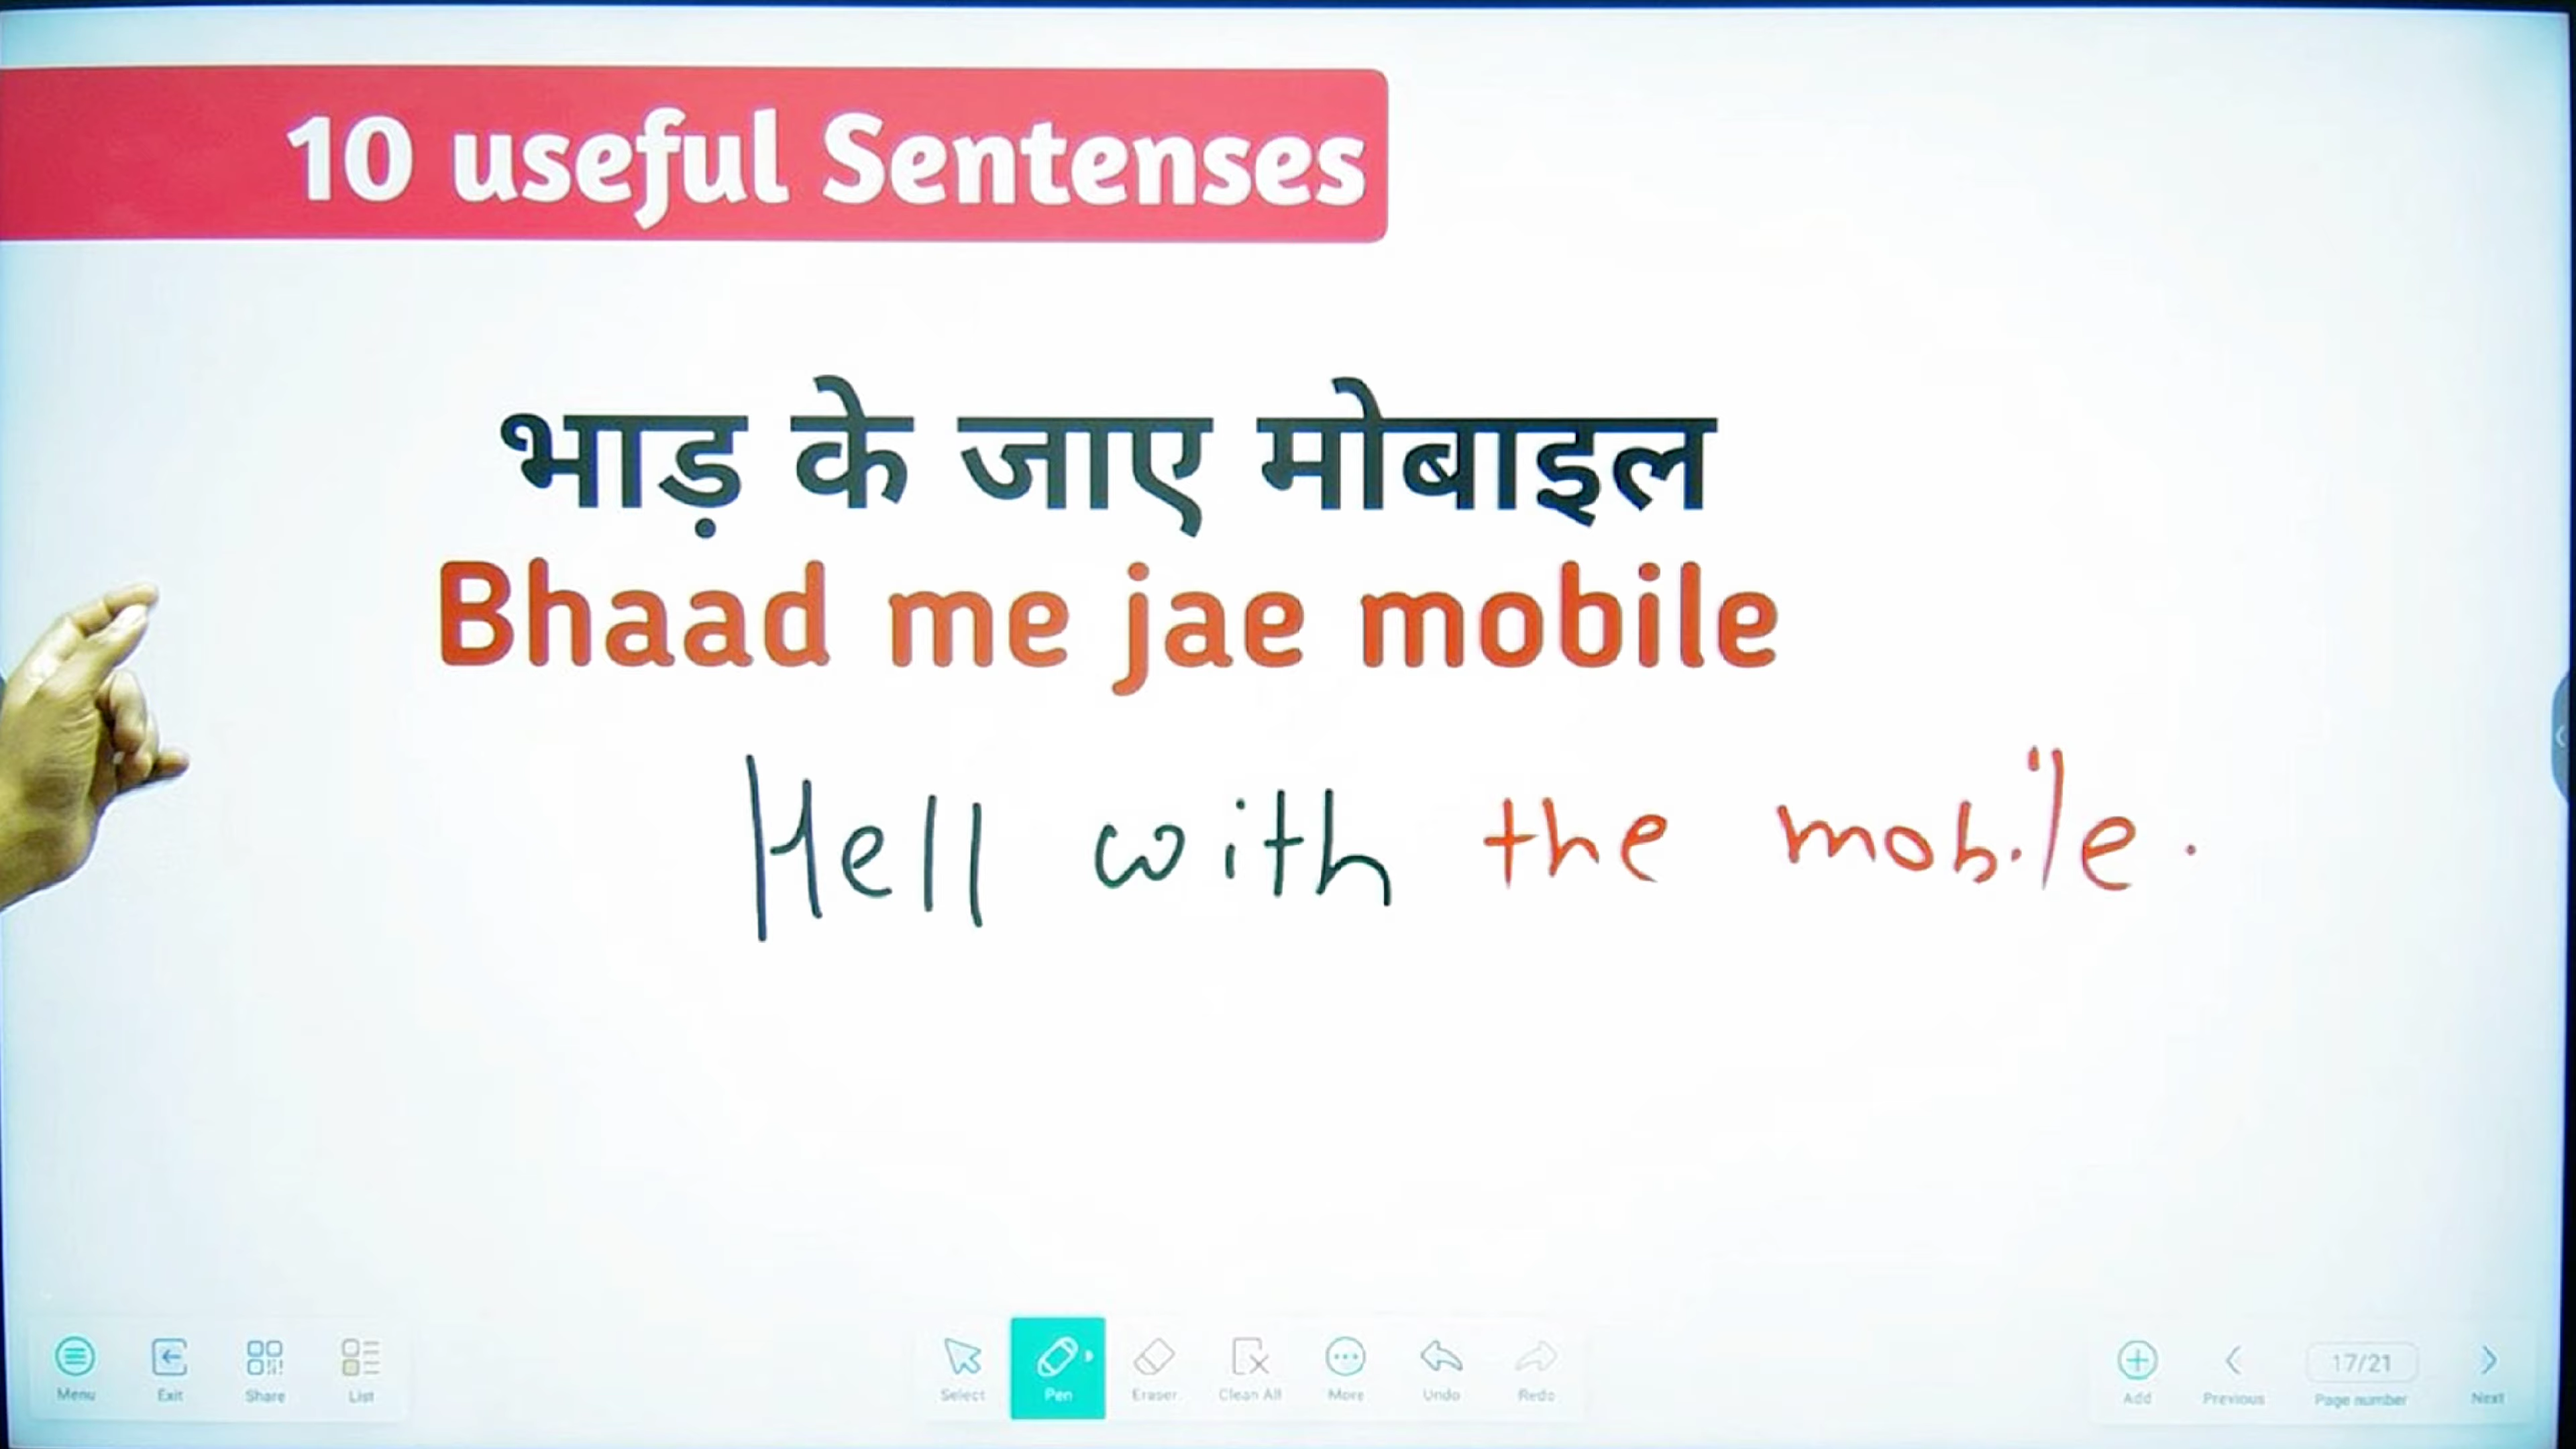 10 useful Sentenses
भाड़ के जाए मोबाइल
Bhaad me jae mobile
Hell with the mobile.
Menu Exit Share List Select Pen Eraser Clean All More Undo Redo Add Previous 17/21 Page number Next